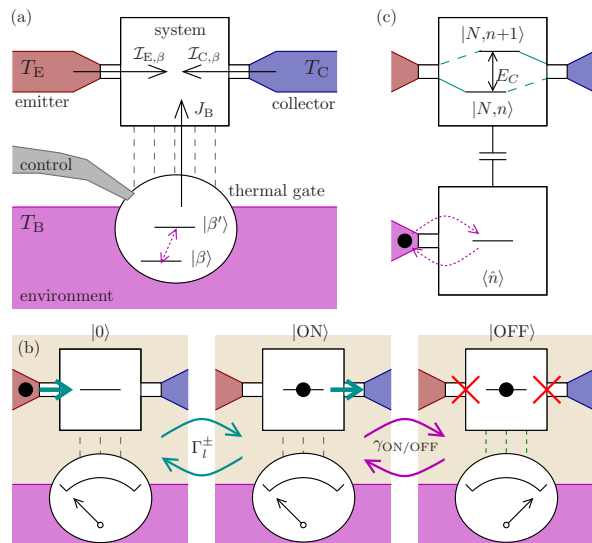 (a)
system
T_E
I_{E,β}
I_{C,β}
T_C
emitter
collector
J_B
control
thermal gate
T_B
|β′⟩
|β⟩
environment
(c)
|N,n+1⟩
E_C
|N,n⟩
⟨n̂⟩
(b)
|0⟩
|ON⟩
|OFF⟩
Γ_l^±
γ_{ON/OFF}